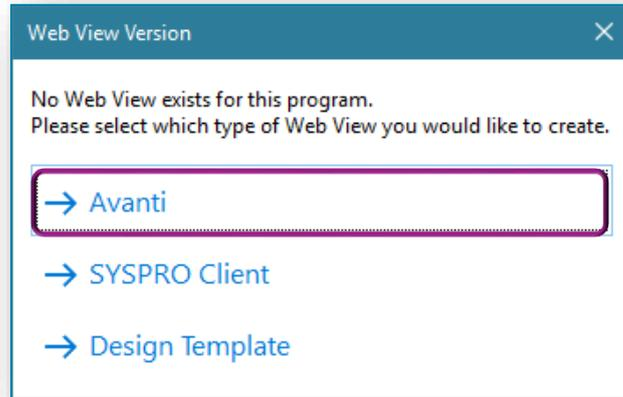 Web View Version
No Web View exists for this program.
Please select which type of Web View you would like to create.
Avanti
SYSPRO Client
Design Template